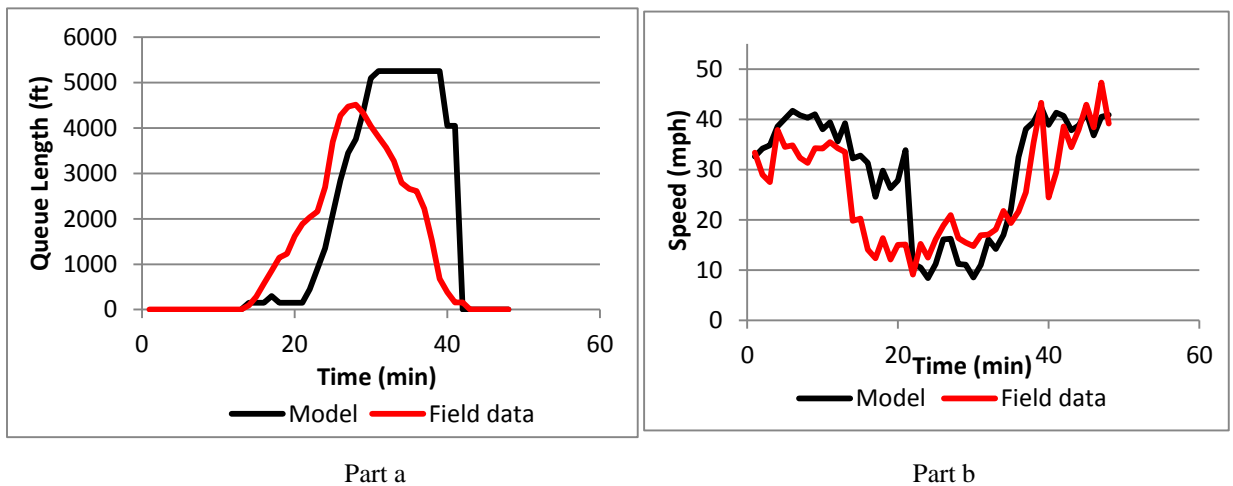 6000
5000
4000
3000
2000
1000
0
Queue Length (ft)
0 20 40 60
Time (min)
Model Field data
50
40
30
20
10
0
Speed (mph)
0 20 40 60
Time (min)
Model Field data
Part a Part b